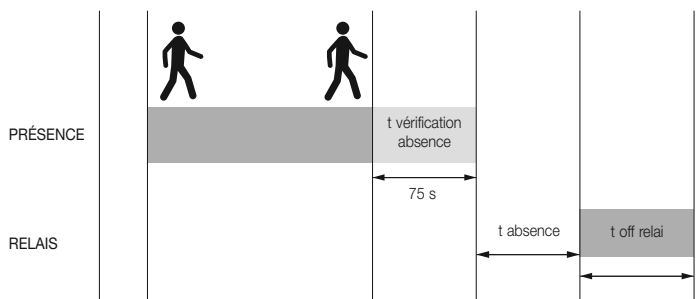 PRÉSENCE
t vérification
absence
75 s
RELAIS
t absence
t off relai